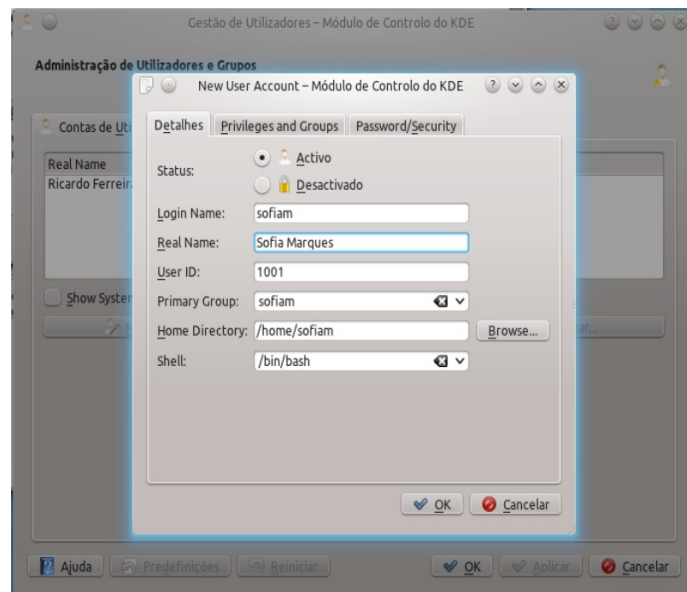 Gestão de Utilizadores – Módulo de Controlo do KDE
Administração de Utilizadores e Grupos
New User Account – Módulo de Controlo do KDE
Contas de
Detalhes Privileges and Groups Password/Security
Real Name
Ricardo
Status:
Activo
Desactivado
Login Name: sofiam
Real Name: Sofia Marques
User ID: 1001
Show
Primary Group: sofiam
Home Directory: /home/sofiam Browse...
Shell: /bin/bash
OK Cancelar
Ajuda Predefinições Reiniciar OK Aplicar Cancelar